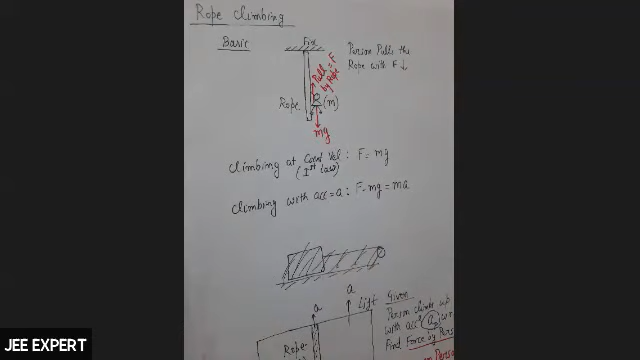 Rope Climbing
Basic
Fix
Person Pulls the
Rope with F ↓
Pull = F
by Rope
Rope
(m)
mg
Climbing at Const Vel : F = mg
(Ist Law)
Climbing with acc = a : F - mg = ma
a
a
Lift
Given
Person climbs up
with acc
Find Force by Pers
Rope
JEE EXPERT